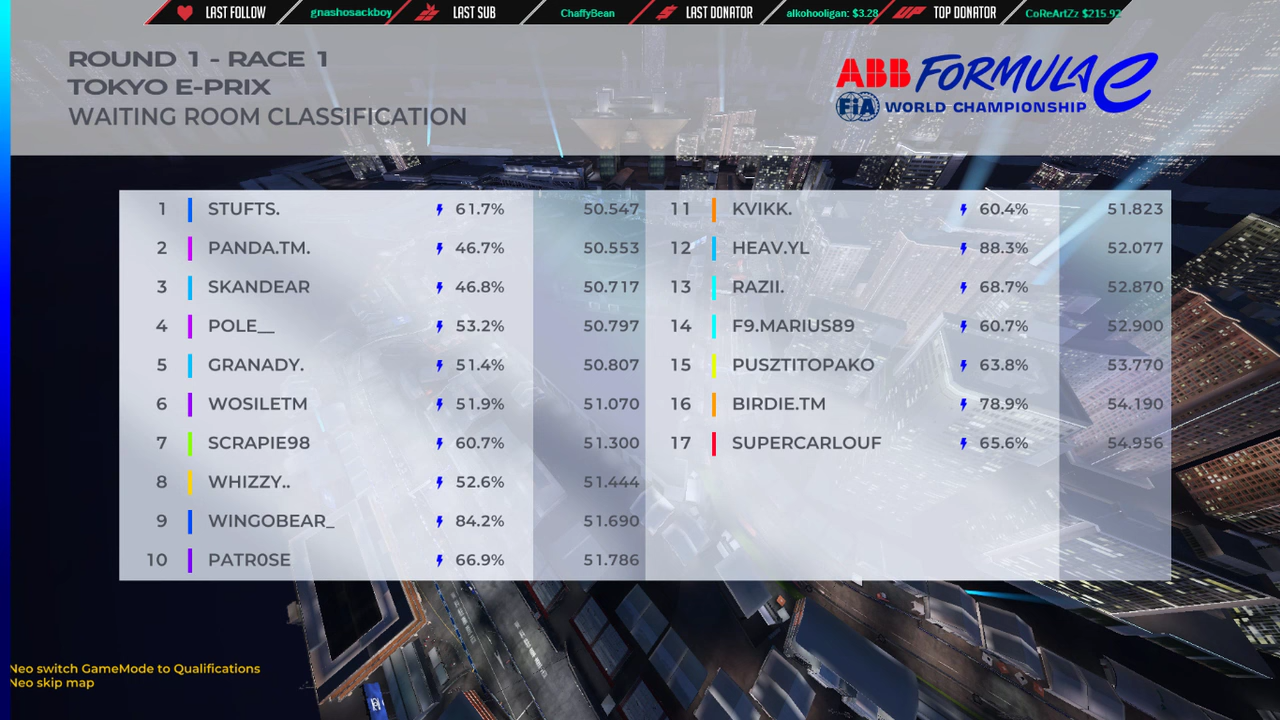 LAST FOLLOW gnashosackboy LAST SUB ChaffyBean LAST DONATOR alkohooligan: $3.28 TOP DONATOR CoReArtZz $215.92
ROUND 1 - RACE 1
TOKYO E-PRIX
WAITING ROOM CLASSIFICATION
ABB FORMULA e
FIA WORLD CHAMPIONSHIP
1 STUFTS. 61.7% 50.547
2 PANDA.TM. 46.7% 50.553
3 SKANDEAR 46.8% 50.717
4 POLE__ 53.2% 50.797
5 GRANADY. 51.4% 50.807
6 WOSILETM 51.9% 51.070
7 SCRAPIE98 60.7% 51.300
8 WHIZZY.. 52.6% 51.444
9 WINGOBEAR_ 84.2% 51.690
10 PATR0SE 66.9% 51.786
11 KVIKK. 60.4% 51.823
12 HEAV.YL 88.3% 52.077
13 RAZII. 68.7% 52.870
14 F9.MARIUS89 60.7% 52.900
15 PUSZTITOPAKO 63.8% 53.770
16 BIRDIE.TM 78.9% 54.190
17 SUPERCARLOUF 65.6% 54.956
Neo switch GameMode to Qualifications
Neo skip map